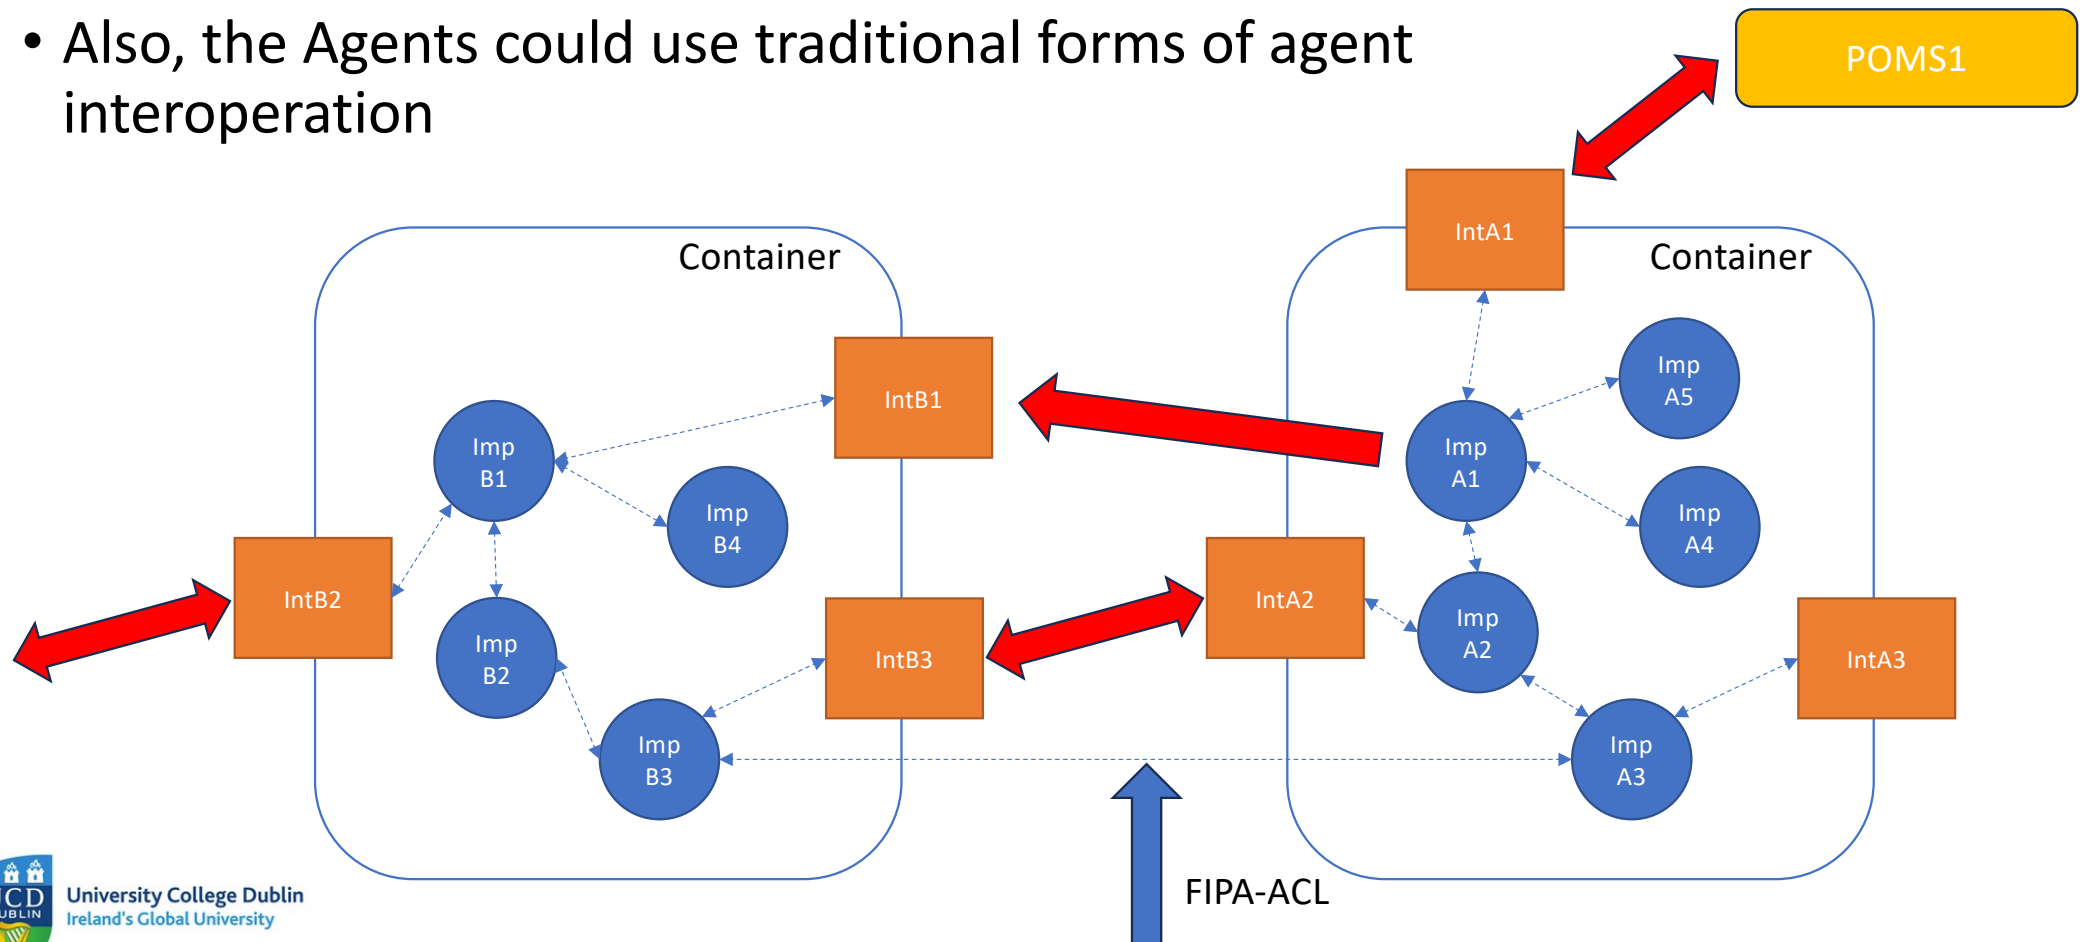 • Also, the Agents could use traditional forms of agent
interoperation
POMS1
IntA1
Container
Container
Imp
A5
IntB1
Imp
B1
Imp
A1
Imp
B4
Imp
A4
IntB2
IntA2
Imp
B2
Imp
A2
IntB3
IntA3
Imp
B3
Imp
A3
FIPA-ACL
University College Dublin
Ireland's Global University